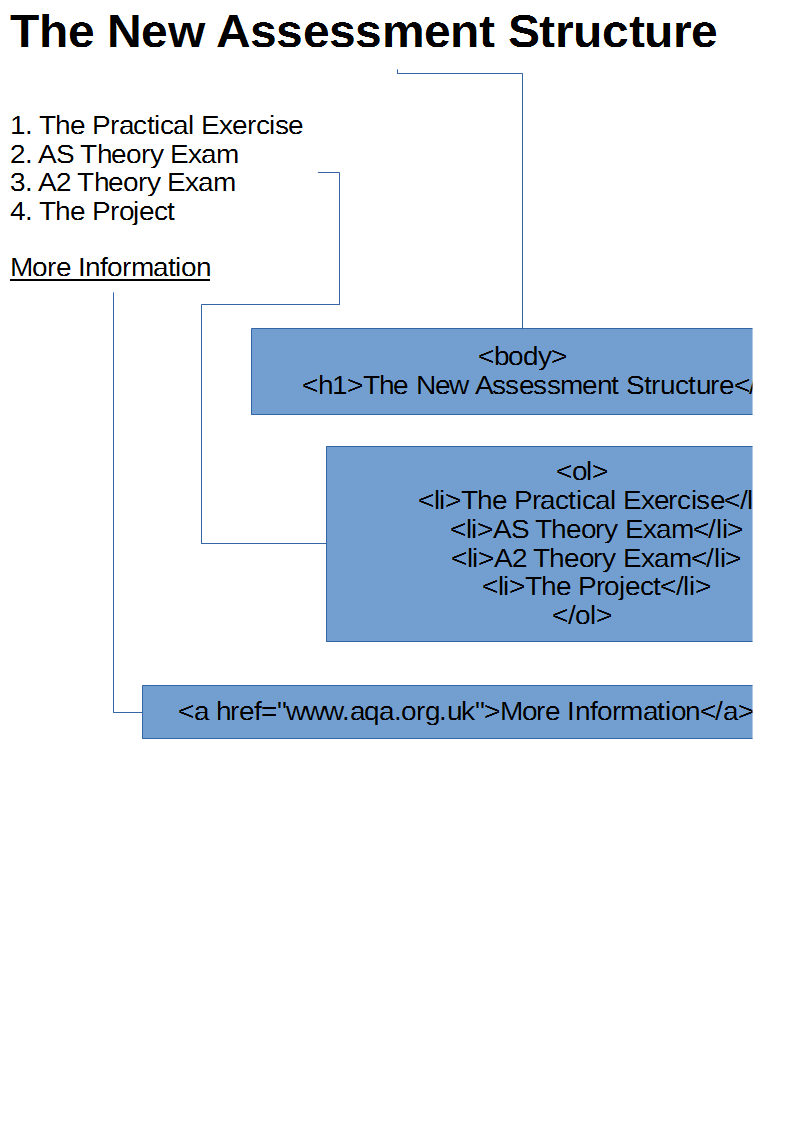 The New Assessment Structure
1. The Practical Exercise
2. AS Theory Exam
3. A2 Theory Exam
4. The Project
More Information
<body>
<h1>The New Assessment Structure</
<ol>
<li>The Practical Exercise</l
<li>AS Theory Exam</li>
<li>A2 Theory Exam</li>
<li>The Project</li>
</ol>
<a href="www.aqa.org.uk">More Information</a>